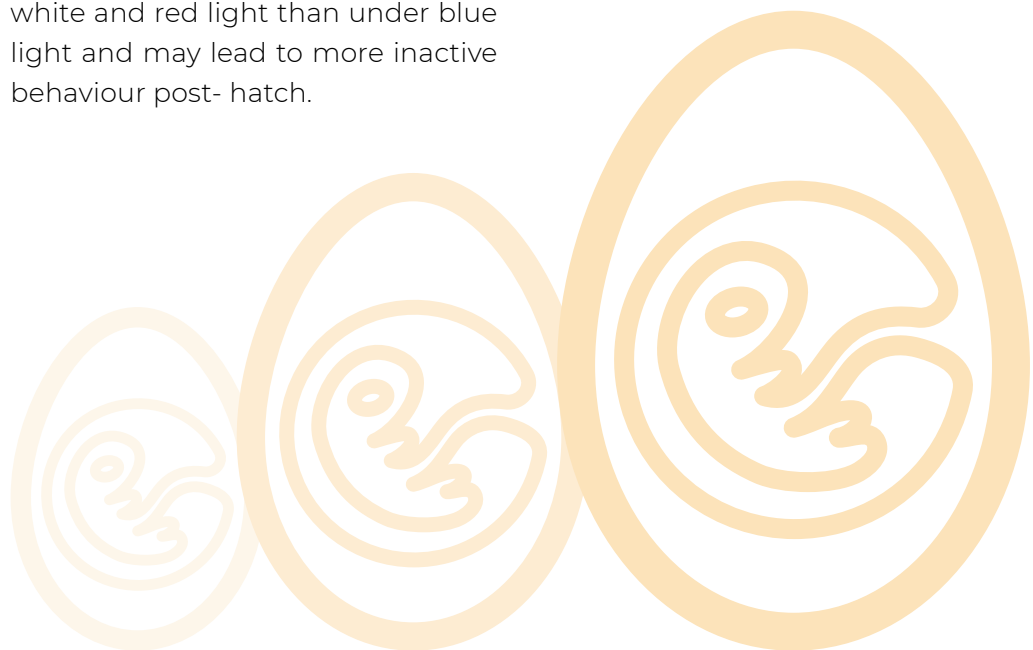 white and red light than under blue
light and may lead to more inactive
behaviour post- hatch.